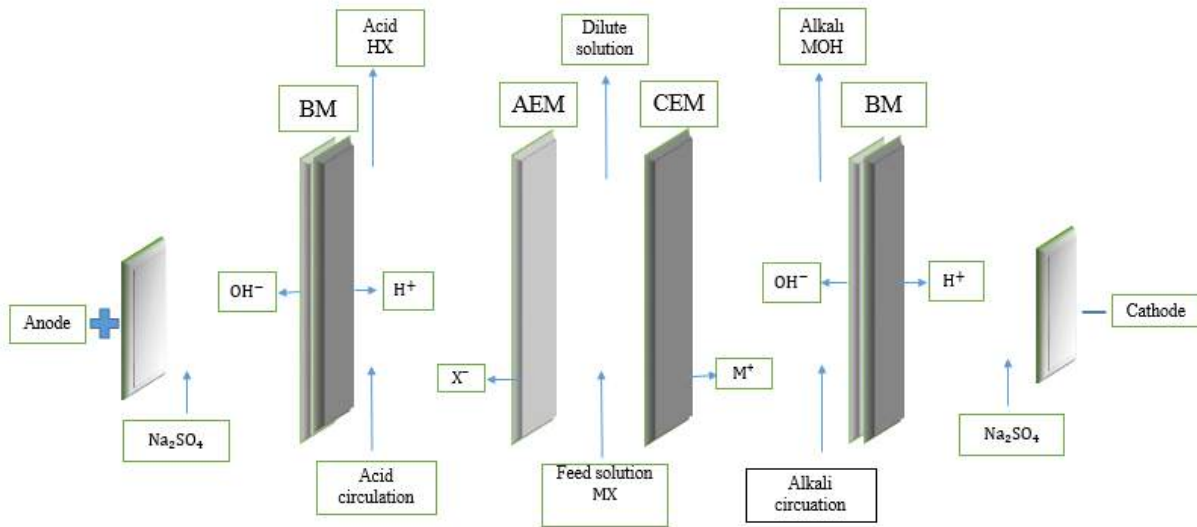 Acid
HX
Dilute
solution
Alkalı
MOH
BM
AEM
CEM
BM
OH⁻
H⁺
OH⁻
H⁺
Anode
Cathode
X⁻
M⁺
Na₂SO₄
Na₂SO₄
Acid
circulation
Feed solution
MX
Alkali
circuation